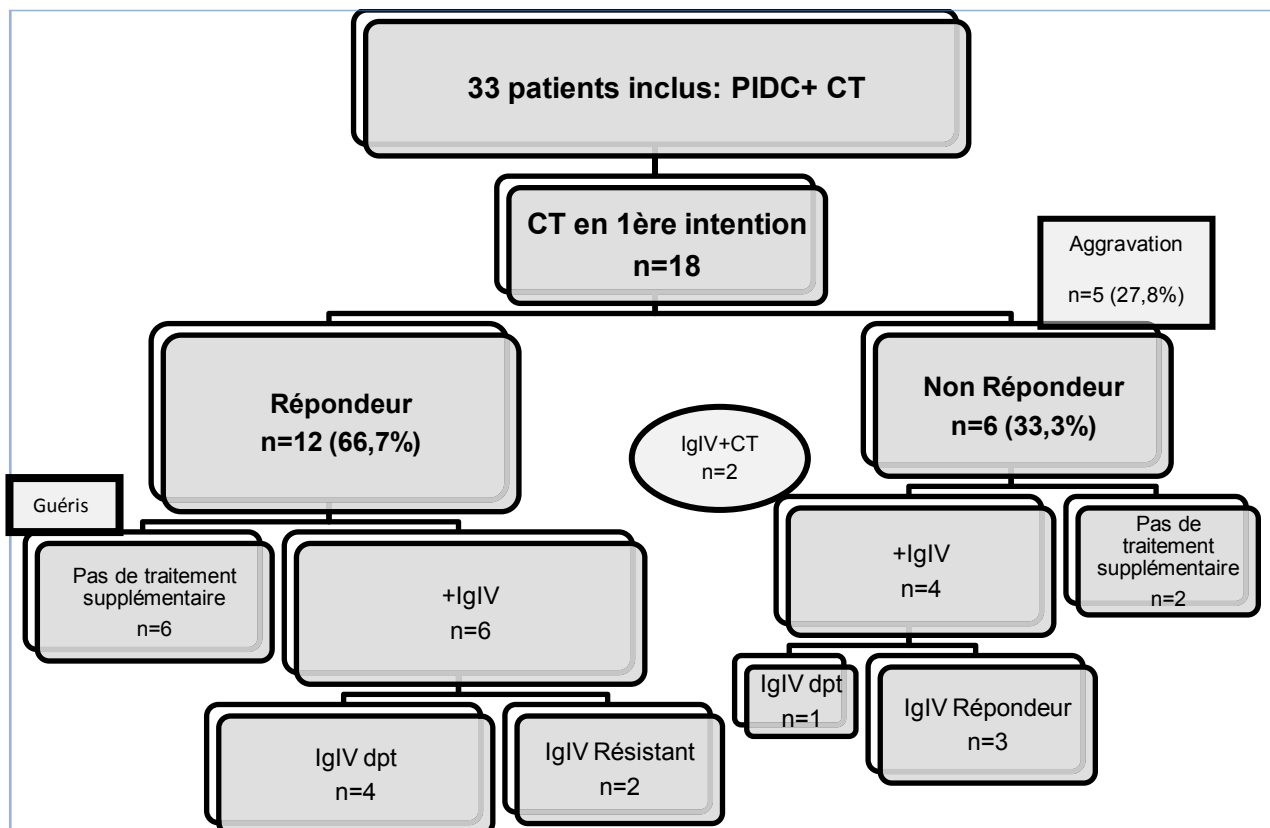 33 patients inclus: PIDC+ CT
CT en 1ère intention
n=18
Aggravation
n=5 (27,8%)
Répondeur
n=12 (66,7%)
Non Répondeur
n=6 (33,3%)
IgIV+CT
n=2
Guéris
Pas de traitement
supplémentaire
n=6
+IgIV
n=6
+IgIV
n=4
Pas de
traitement
supplémentaire
n=2
IgIV dpt
n=4
IgIV Résistant
n=2
IgIV dpt
n=1
IgIV Répondeur
n=3